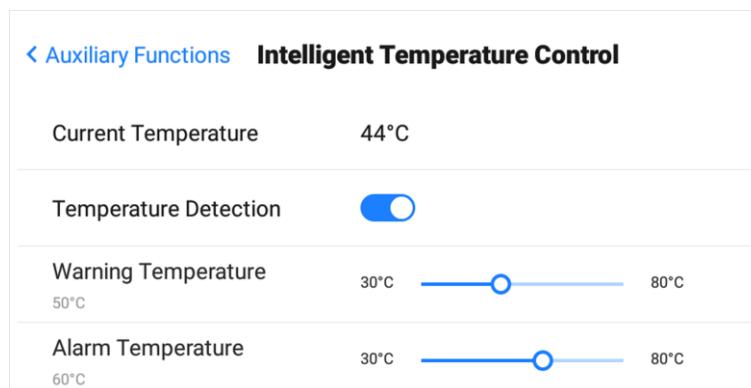 Auxiliary Functions Intelligent Temperature Control
Current Temperature 44°C
Temperature Detection
Warning Temperature 30°C 80°C
50°C
Alarm Temperature 30°C 80°C
60°C